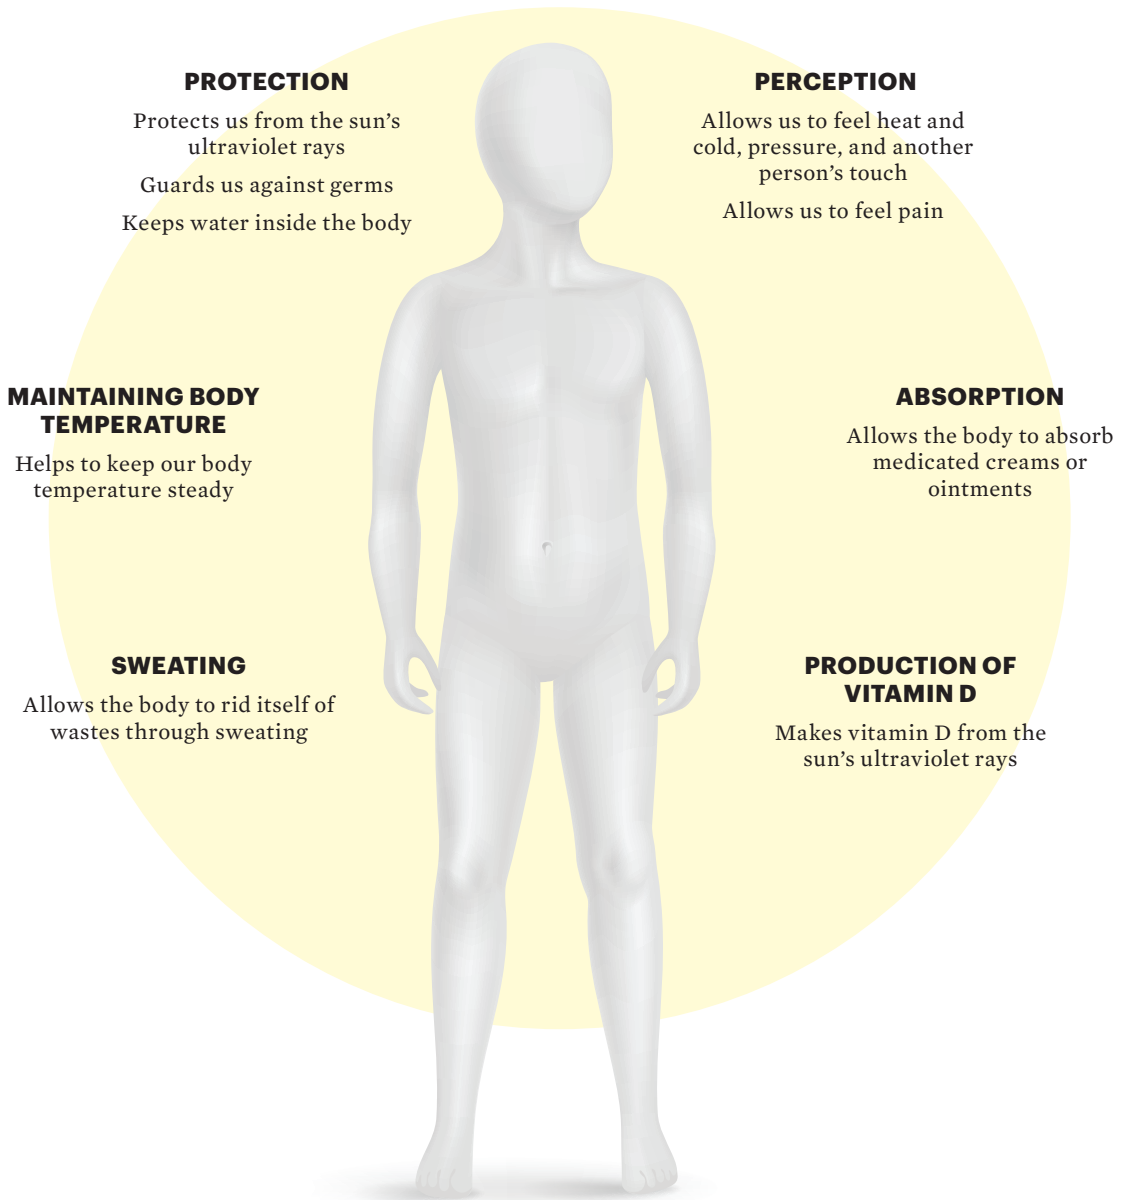 PROTECTION
Protects us from the sun’s
ultraviolet rays
Guards us against germs
Keeps water inside the body
PERCEPTION
Allows us to feel heat and
cold, pressure, and another
person’s touch
Allows us to feel pain
MAINTAINING BODY
TEMPERATURE
Helps to keep our body
temperature steady
ABSORPTION
Allows the body to absorb
medicated creams or
ointments
SWEATING
Allows the body to rid itself of
wastes through sweating
PRODUCTION OF
VITAMIN D
Makes vitamin D from the
sun’s ultraviolet rays